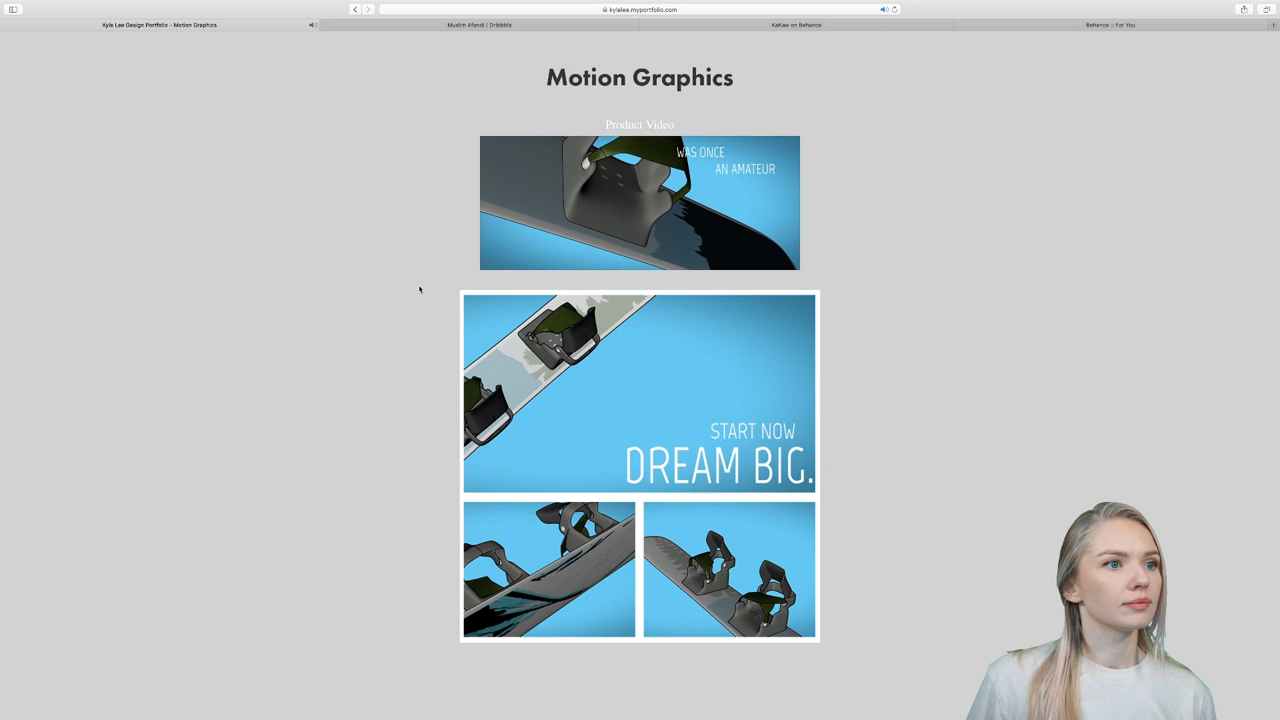 kylelee.myportfolio.com
Kyle Lee Design Portfolio - Motion Graphics
Muslim Afandi | Dribbble
KaKaw on Behance
Behance :: For You
Motion Graphics
Product Video
WAS ONCE
AN AMATEUR
START NOW
DREAM BIG.